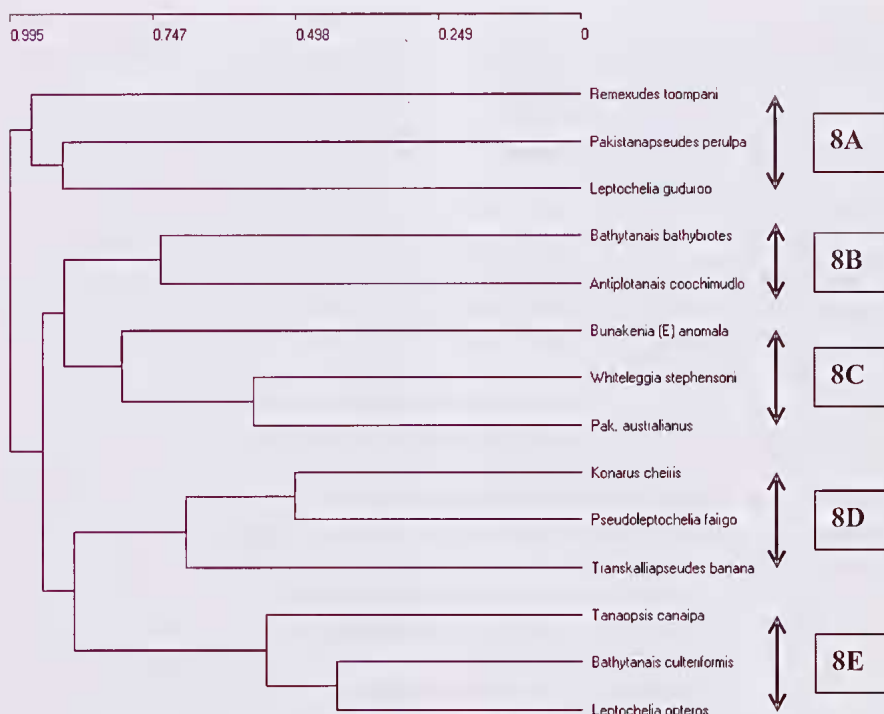 0.995 0.747 0.498 0.249 0
Remexudes toompani
Pakistanapseudes perulpa
8A
Leptochelia guduroo
Bathytanais bathybrotes
8B
Antiplotanais coochimudlo
Bunakenia (E) anomala
Whiteleggia stephensoni
8C
Pak. australianus
Konarus cheiris
Pseudoleptochelia fairgo
8D
Transkalliapseudes banana
Tanaopsis canaipa
Bathytanais culteriformis
8E
Leptochelia opteros